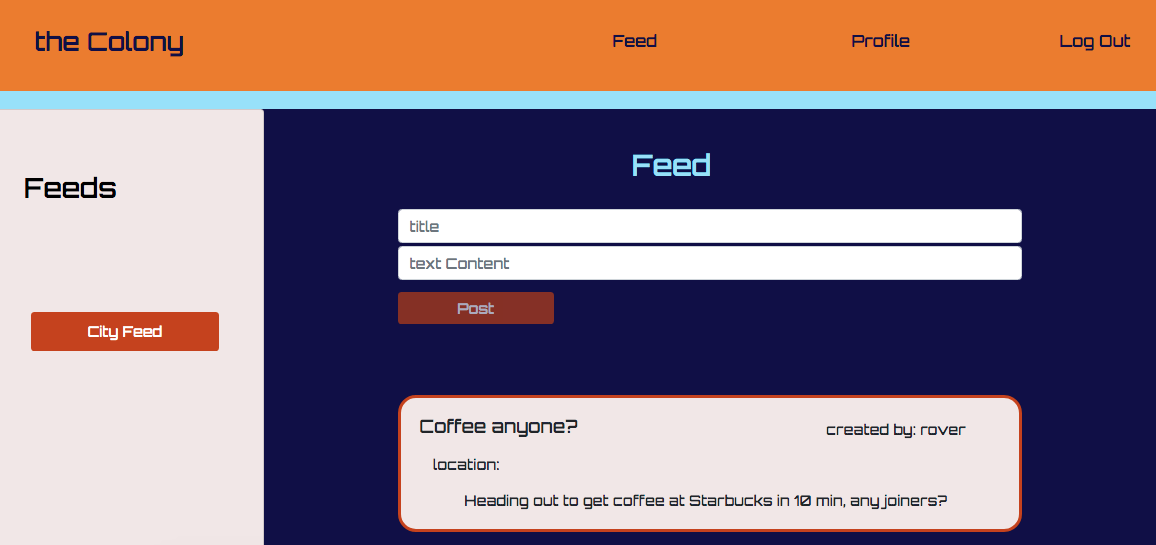 the Colony
Feed Profile Log Out
Feeds
City Feed
Feed
title
text Content
Post
Coffee anyone?
created by: rover
location:
Heading out to get coffee at Starbucks in 10 min, any joiners?